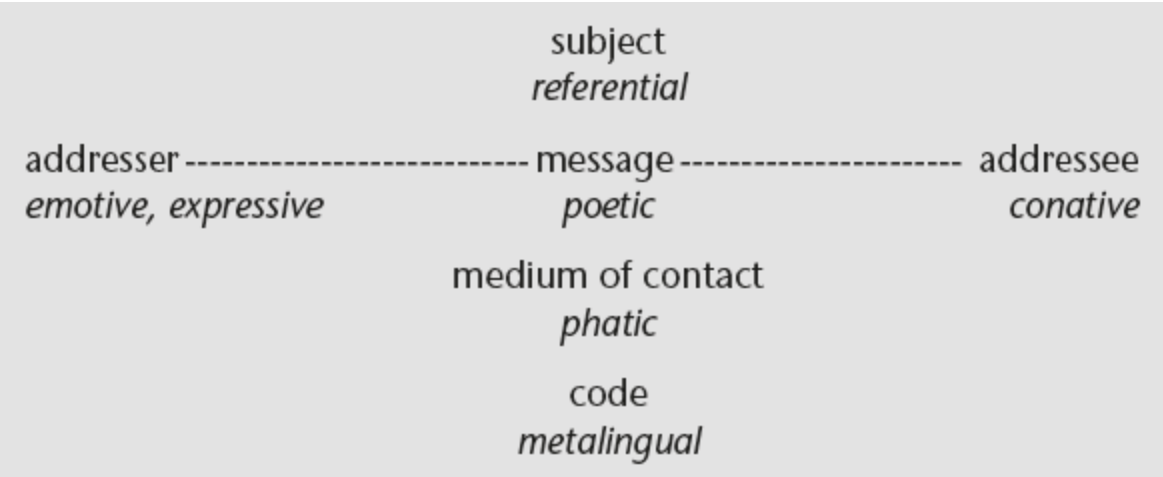 subject
referential
addresser ---------------------------- message ----------------------- addressee
emotive, expressive poetic conative
medium of contact
phatic
code
metalingual